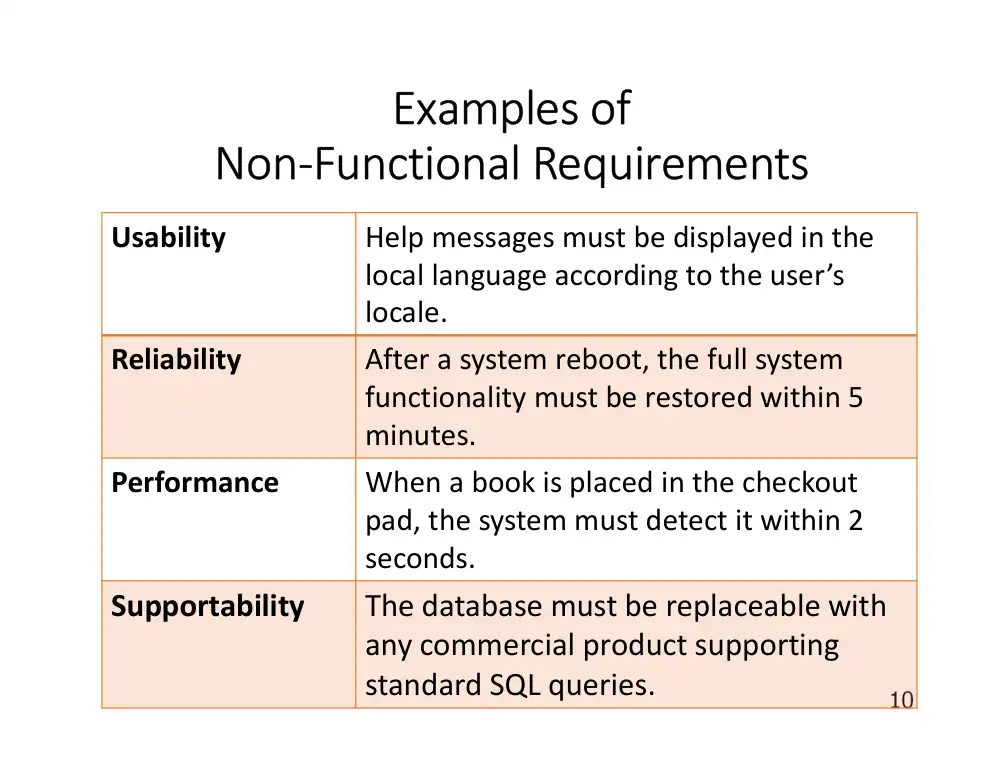 Examples of
Non-Functional Requirements
Usability
Help messages must be displayed in the
local language according to the user’s
locale.
Reliability
After a system reboot, the full system
functionality must be restored within 5
minutes.
Performance
When a book is placed in the checkout
pad, the system must detect it within 2
seconds.
Supportability
The database must be replaceable with
any commercial product supporting
standard SQL queries.
10